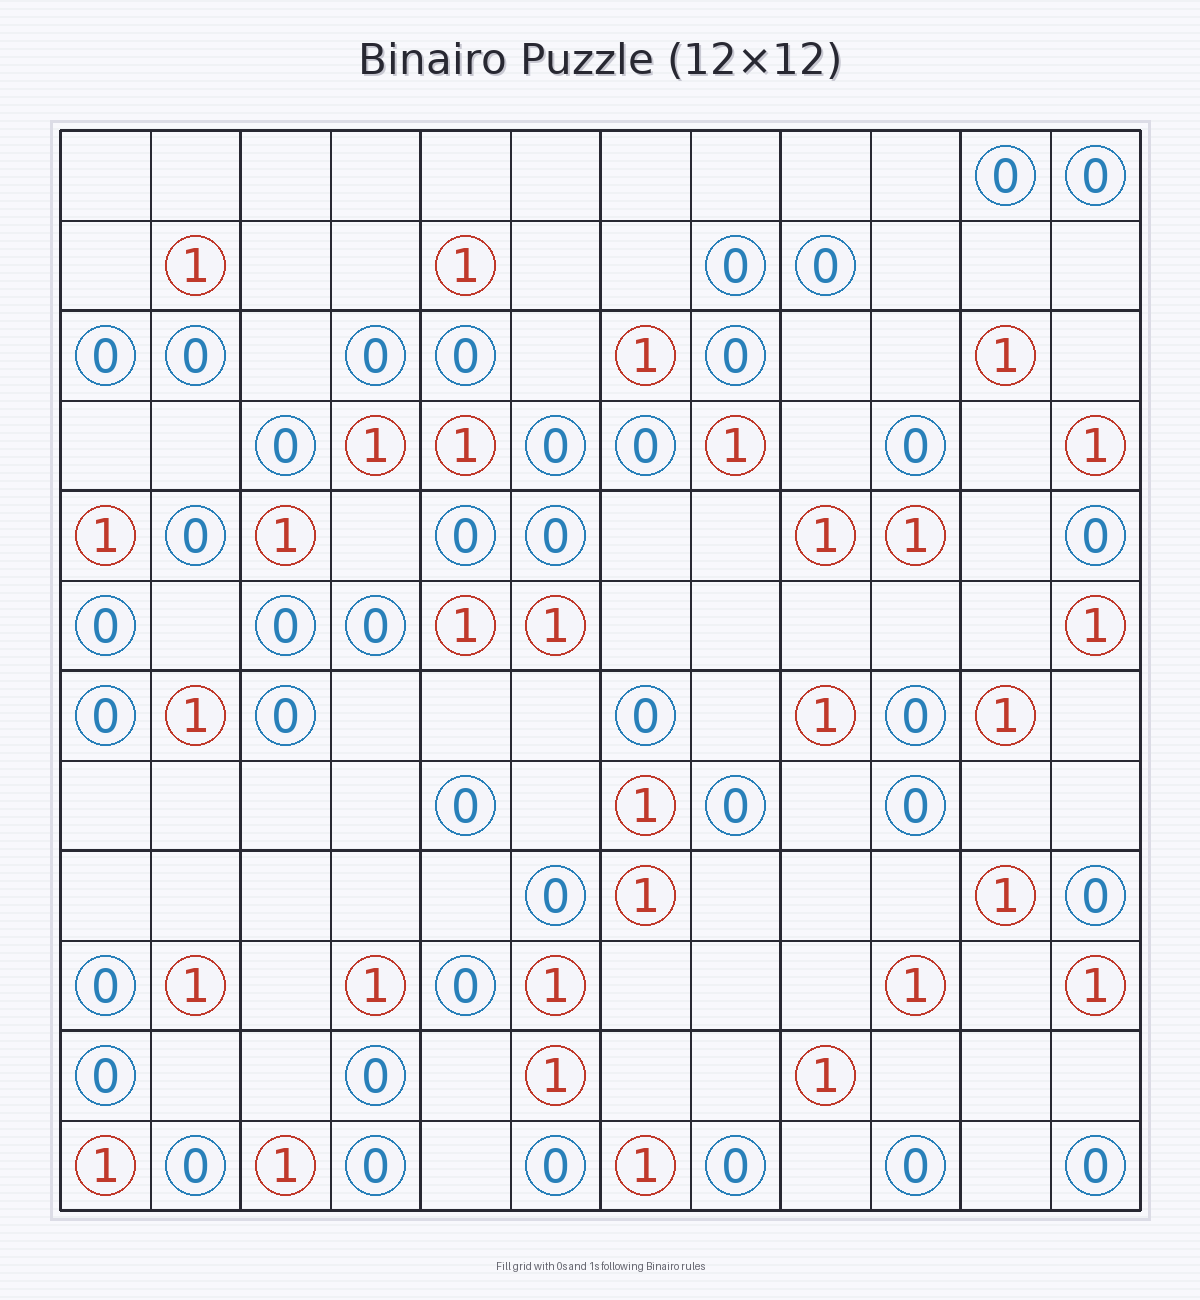 Binairo Puzzle (12×12)
0 0
1 1 0 0
0 0 0 0 1 0 1
0 1 1 0 0 1 0 1
1 0 1 0 0 1 1 0
0 0 0 1 1 1
0 1 0 0 1 0 1
0 1 0 0
0 1 1 0
0 1 1 0 1 1 1
0 0 1 1
1 0 1 0 0 1 0 0 0
Fill grid with 0s and 1s following Binairo rules